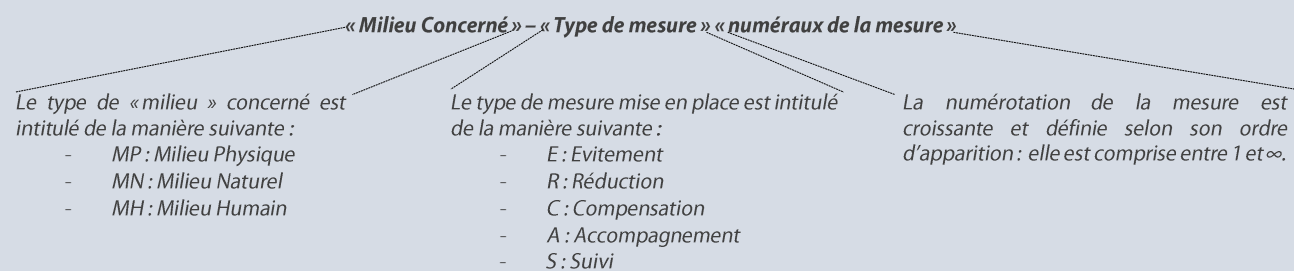 « Milieu Concerné » – « Type de mesure » « numéraux de la mesure »
Le type de « milieu » concerné est
intitulé de la manière suivante :
- MP : Milieu Physique
- MN : Milieu Naturel
- MH : Milieu Humain
Le type de mesure mise en place est intitulé
de la manière suivante :
- E : Evitement
- R : Réduction
- C : Compensation
- A : Accompagnement
- S : Suivi
La numérotation de la mesure est
croissante et définie selon son ordre
d’apparition : elle est comprise entre 1 et ∞.